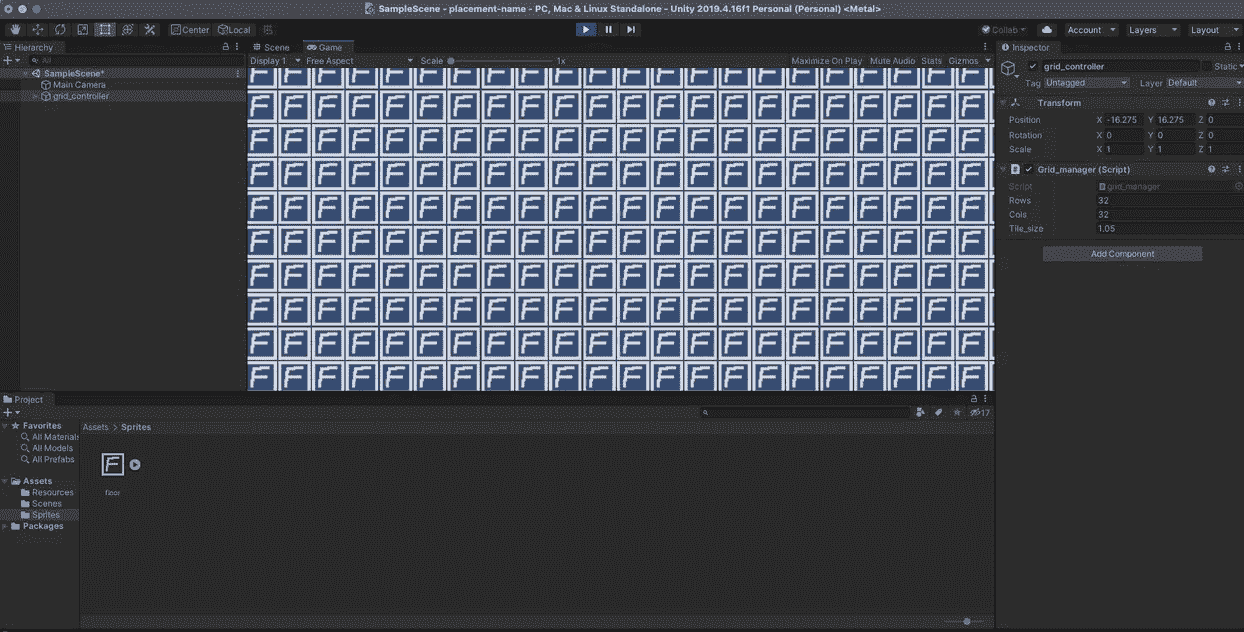 SampleScene - placement-name - PC, Mac & Linux Standalone - Unity 2019.4.16f1 Personal (Personal) <Metal>
Center Local Collab Account Layers Layout
Hierarchy Scene Game Inspector
All Display 1 Free Aspect Scale 1x Maximize On Play Mute Audio Stats Gizmos
grid_controller Static
SampleScene*
Main Camera
grid_controller
Tag Untagged Layer Default
Transform
Position X -16.275 Y 16.275 Z 0
Rotation X 0 Y 0 Z 0
Scale X 1 Y 1 Z 1
Grid_manager (Script)
Script grid_manager
Rows 32
Cols 32
Tile_size 1.05
Add Component
F F F F F F F F F F F F F F F F F F F F F F
F F F F F F F F F F F F F F F F F F F F F F
F F F F F F F F F F F F F F F F F F F F F F
F F F F F F F F F F F F F F F F F F F F F F
F F F F F F F F F F F F F F F F F F F F F F
F F F F F F F F F F F F F F F F F F F F F F
F F F F F F F F F F F F F F F F F F F F F F
F F F F F F F F F F F F F F F F F F F F F F
F F F F F F F F F F F F F F F F F F F F F F
Project
17
Favorites
All Materials
All Models
All Prefabs
Assets
Resources
Scenes
Sprites
Packages
Assets > Sprites
F
floor